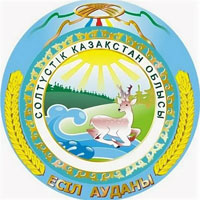 СОЛТҮСТІК ҚАЗАҚСТАН ОБЛЫСЫ
ЕСІЛ АУДАНЫ